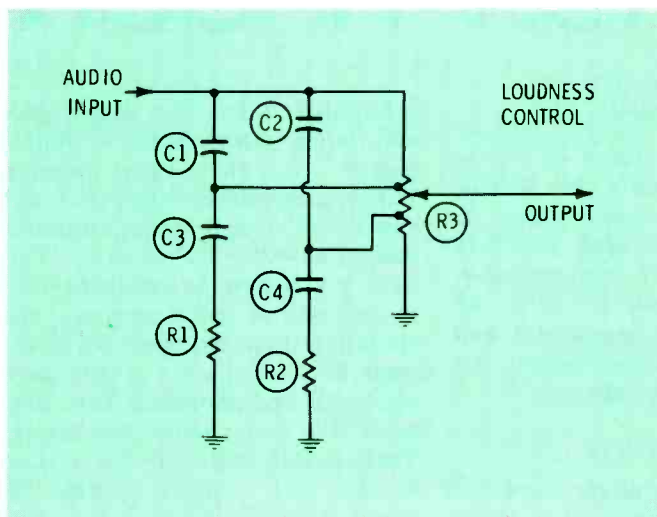 AUDIO
INPUT
LOUDNESS
CONTROL
C2
C1
OUTPUT
R3
C3
C4
R1
R2